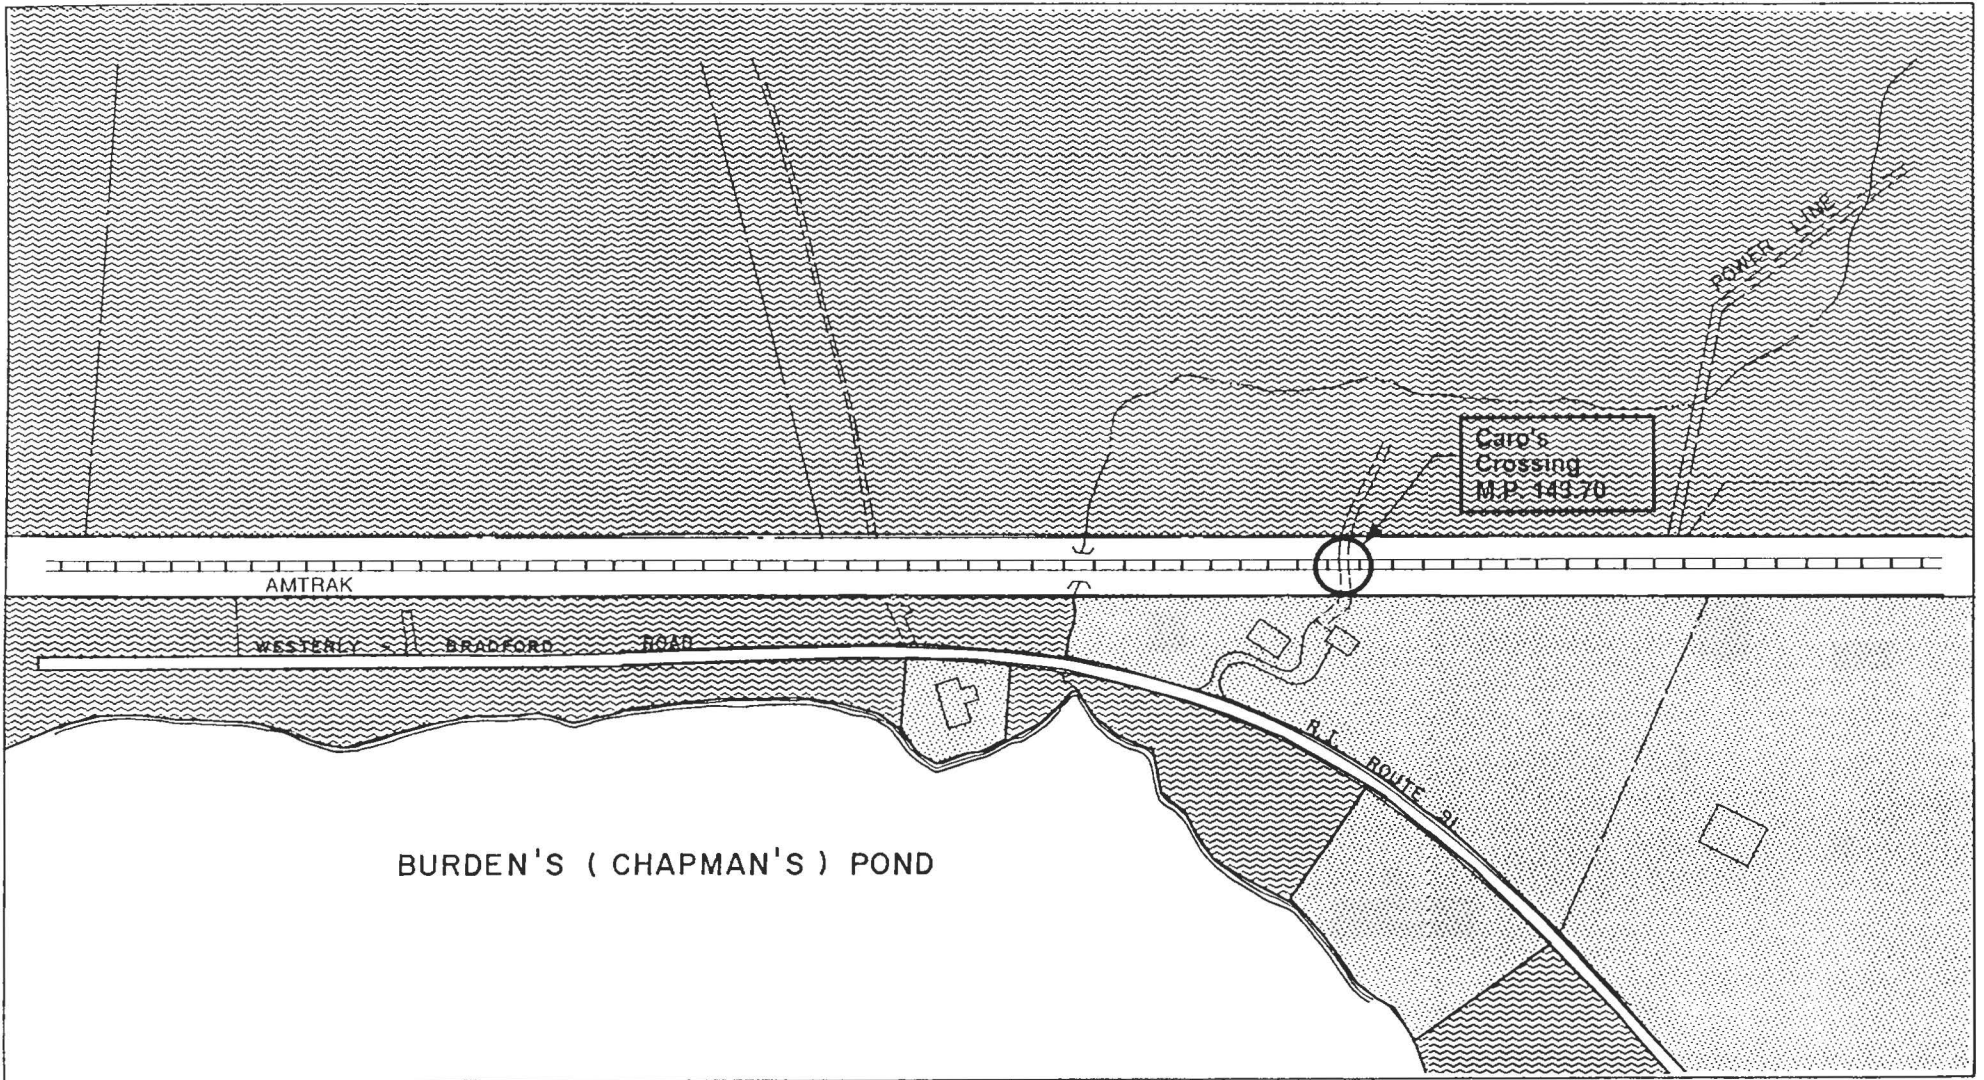 POWER LINE
Caro's
Crossing
M.P. 143.70
AMTRAK
WESTERLY - BRADFORD ROAD
R.I. ROUTE 91
BURDEN'S ( CHAPMAN'S ) POND